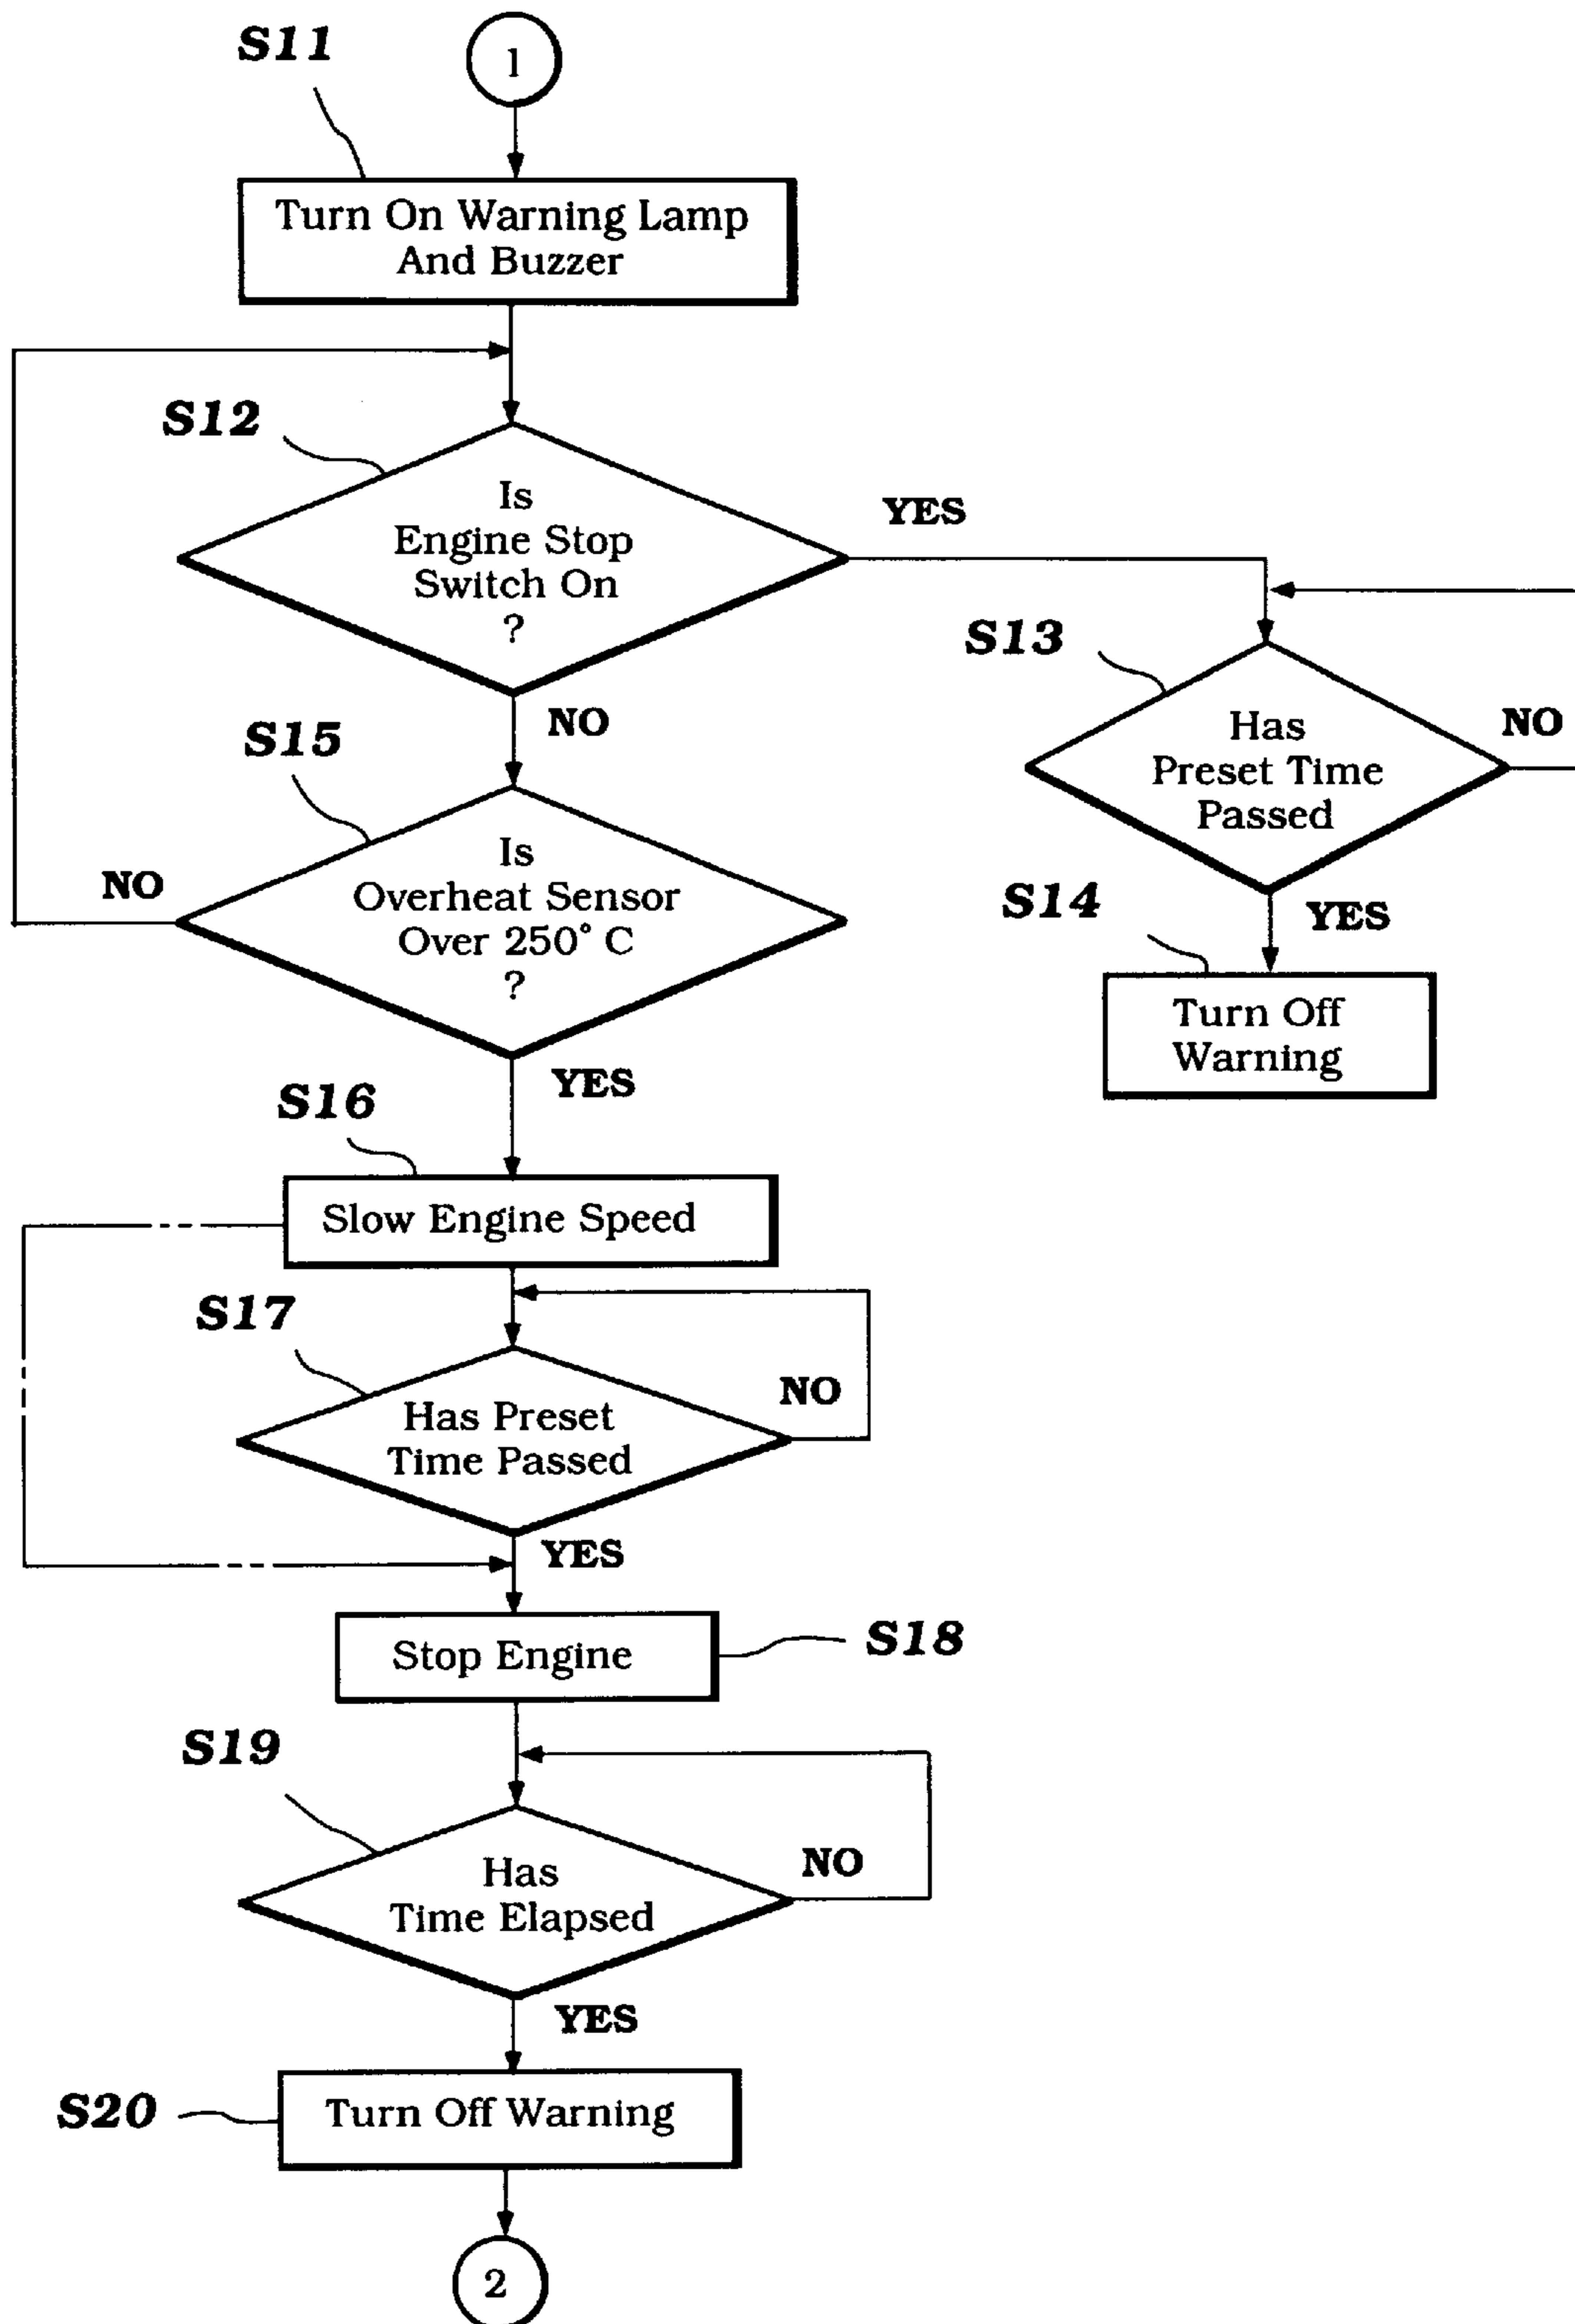 S11
1
Turn On Warning Lamp
And Buzzer
S12
Is
Engine Stop
Switch On
?
YES
NO
S13
Has
Preset Time
Passed
NO
YES
S14
Turn Off
Warning
S15
Is
Overheat Sensor
Over 250° C
?
NO
YES
S16
Slow Engine Speed
S17
Has Preset
Time Passed
NO
YES
Stop Engine
S18
S19
Has
Time Elapsed
NO
YES
S20
Turn Off Warning
2